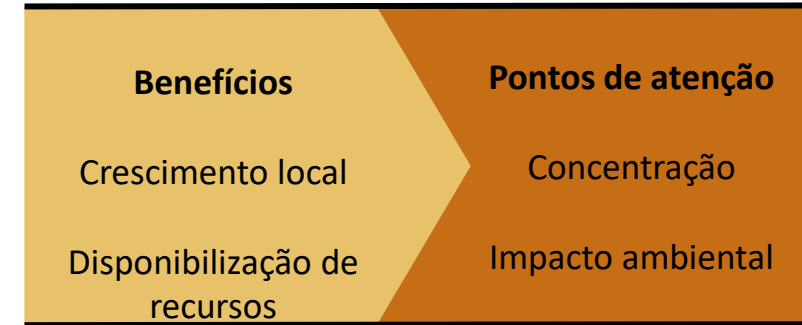 Benefícios
Crescimento local
Disponibilização de
recursos
Pontos de atenção
Concentração
Impacto ambiental